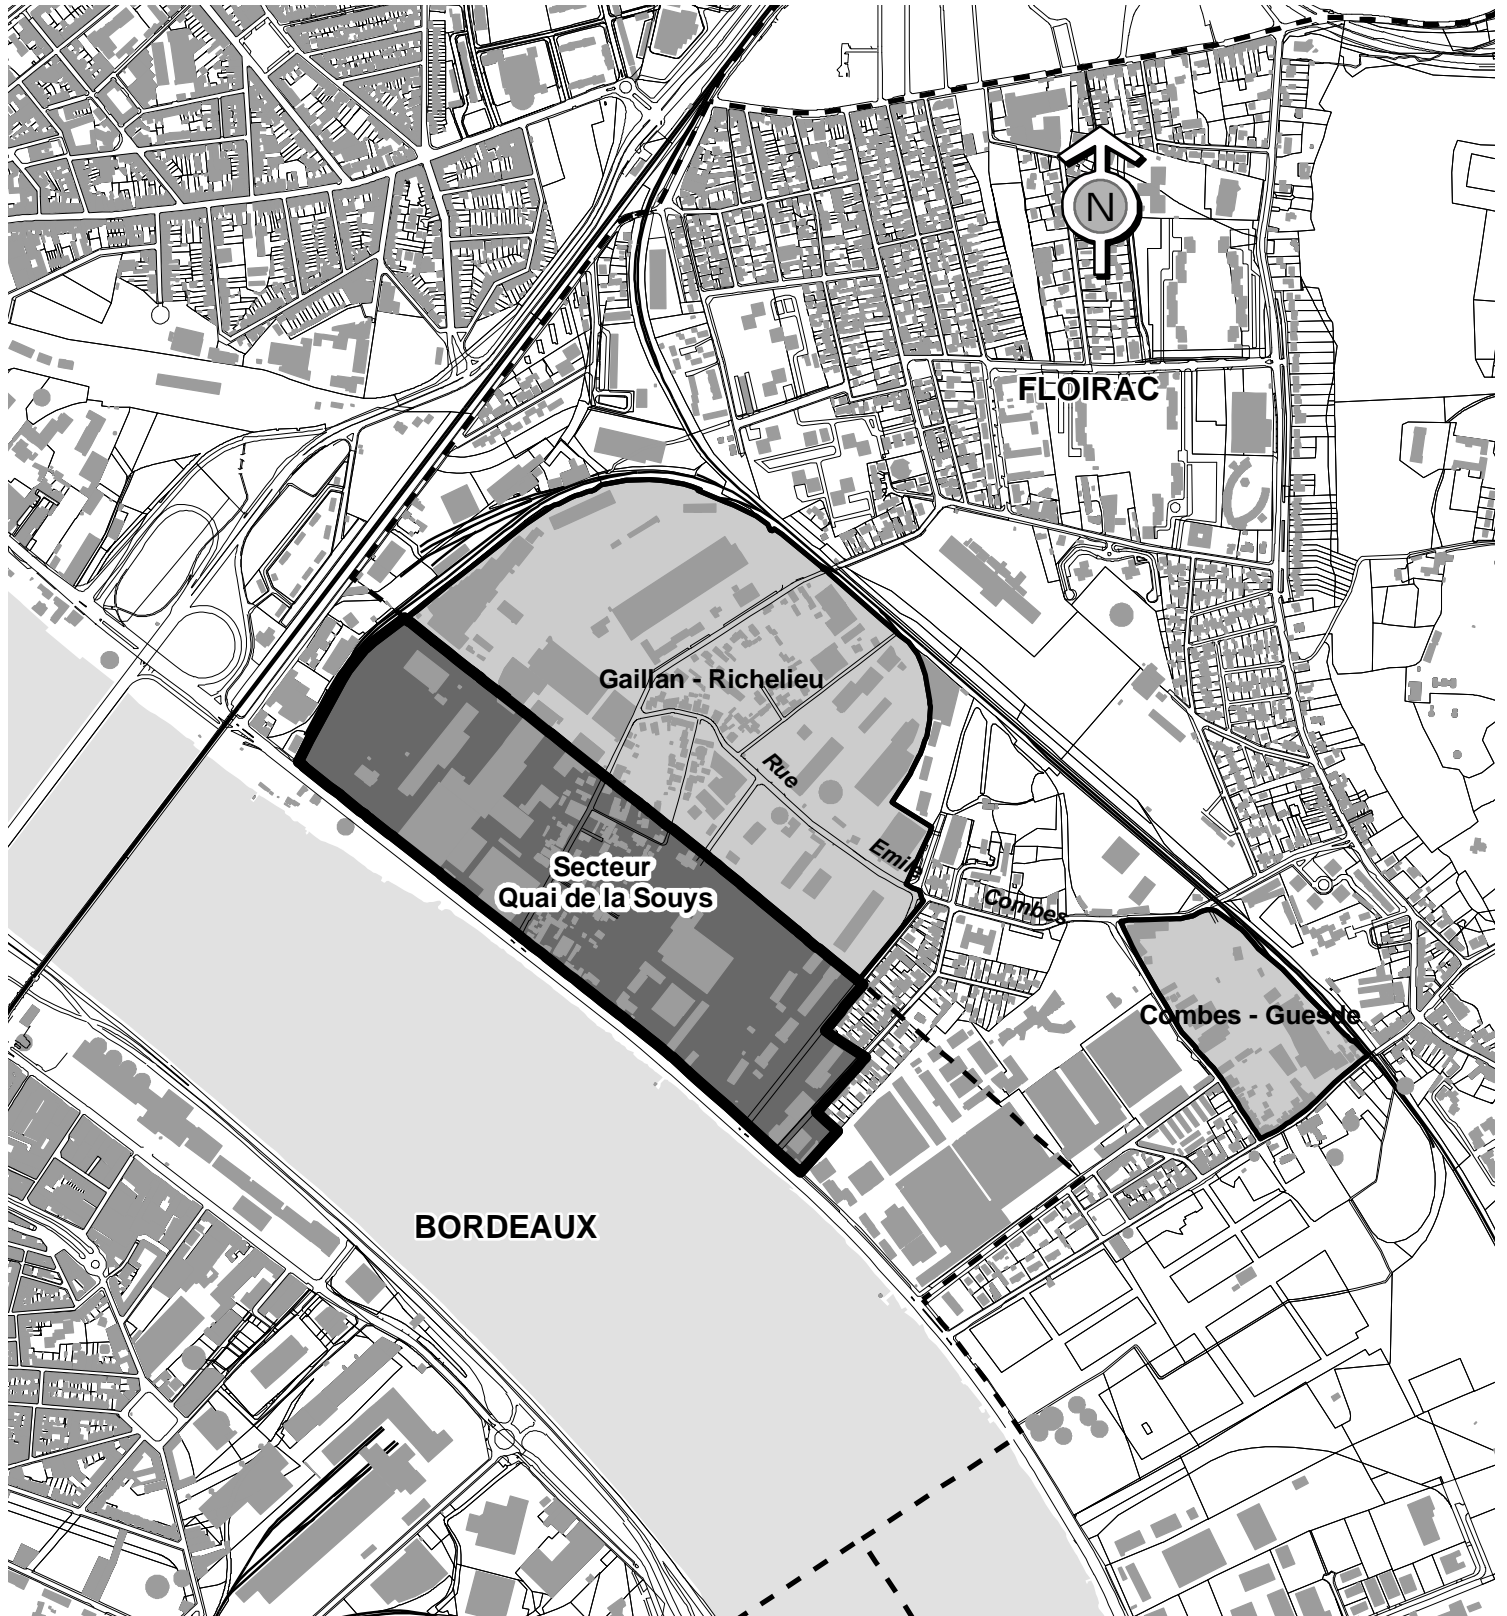 N
FLOIRAC
Gaillan - Richelieu
Rue
Emile
Combes
Secteur
Quai de la Souys
Combes - Guesde
BORDEAUX